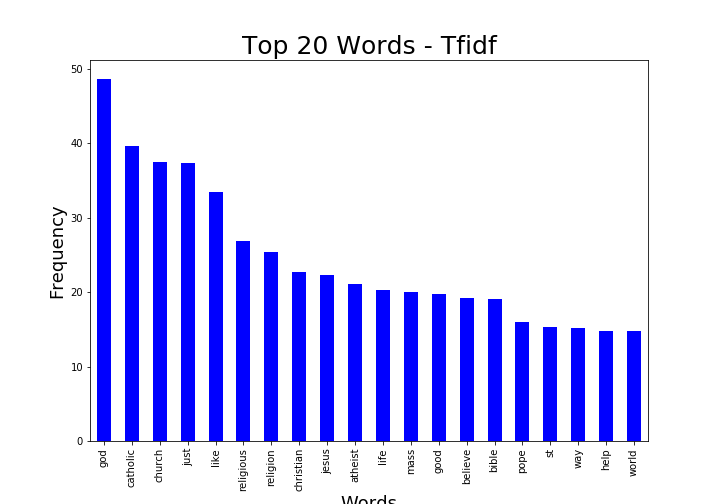 Top 20 Words - Tfidf
50
40
30
20
10
0
Frequency
god
catholic
church
just
like
religious
religion
christian
jesus
atheist
life
mass
good
believe
bible
pope
st
way
help
world
Words